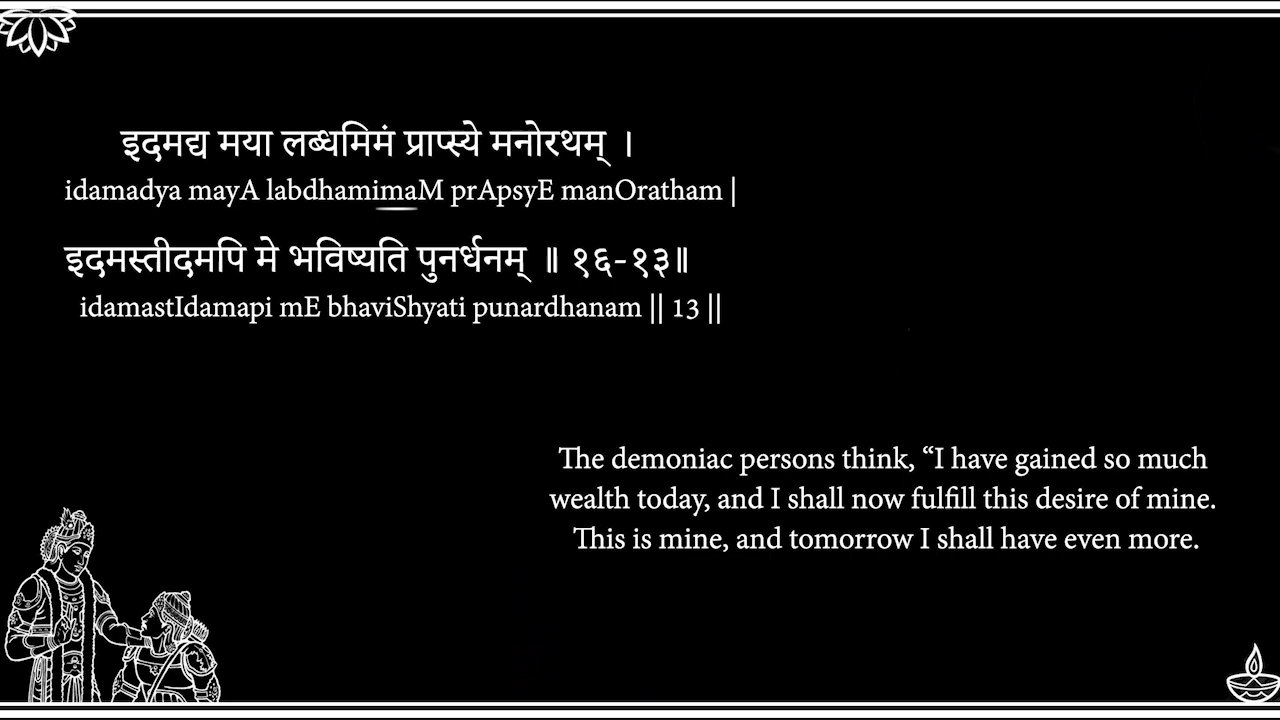 इदमद्य मया लब्धमिमं प्राप्स्ये मनोरथम् ।
idamadya mayA labdhamimaM prApsyE manOratham |
इदमस्तीदमपि मे भविष्यति पुनर्धनम् ॥ १६-१३॥
idamastIdamapi mE bhaviShyati punardhanam || 13 ||
The demoniac persons think, “I have gained so much
wealth today, and I shall now fulfill this desire of mine.
This is mine, and tomorrow I shall have even more.